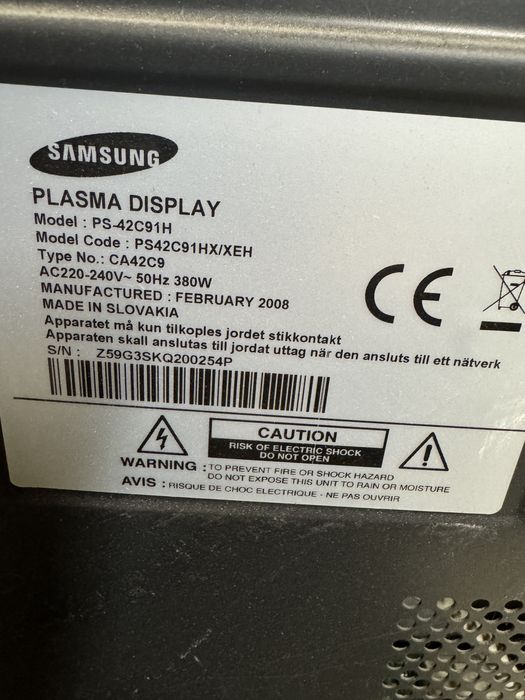 SAMSUNG
PLASMA DISPLAY
Model : PS-42C91H
Model Code : PS42C91HX/XEH
Type No.: CA42C9
AC220-240V~ 50Hz 380W
MANUFACTURED : FEBRUARY 2008
MADE IN SLOVAKIA
Apparatet må kun tilkoples jordet stikkontakt
Apparaten skall anslutas till jordat uttag när den ansluts till ett nätverk
S/N : Z59G3SKQ200254P
CE
CAUTION
RISK OF ELECTRIC SHOCK
DO NOT OPEN
WARNING : TO PREVENT FIRE OR SHOCK HAZARD
DO NOT EXPOSE THIS UNIT TO RAIN OR MOISTURE
AVIS : RISQUE DE CHOC ELECTRIQUE - NE PAS OUVRIR